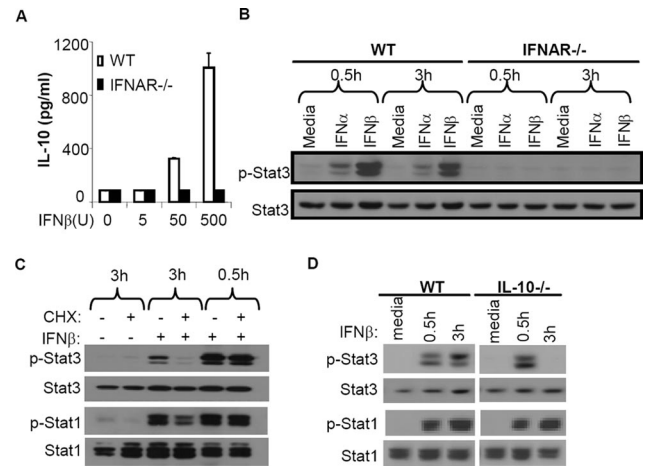 A
1200
800
400
0
IL-10 (pg/ml)
WT
IFNAR-/-
IFNβ(U) 0 5 50 500
B
WT IFNAR-/-
0.5h 3h 0.5h 3h
Media IFNα IFNβ Media IFNα IFNβ Media IFNα IFNβ Media IFNα IFNβ
p-Stat3
Stat3
C
3h 3h 0.5h
CHX: - + - + - +
IFNβ: - - + + + +
p-Stat3
Stat3
p-Stat1
Stat1
D
WT IL-10-/-
IFNβ: media 0.5h 3h media 0.5h 3h
p-Stat3
Stat3
p-Stat1
Stat1